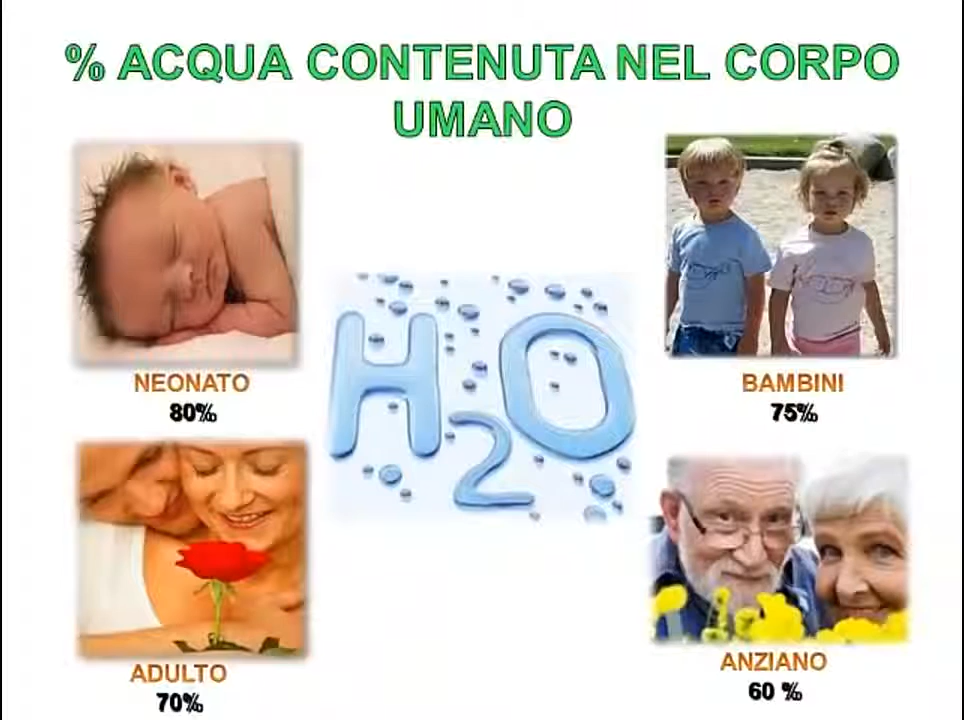 % ACQUA CONTENUTA NEL CORPO
UMANO
NEONATO
80%
BAMBINI
75%
H2O
ADULTO
70%
ANZIANO
60 %